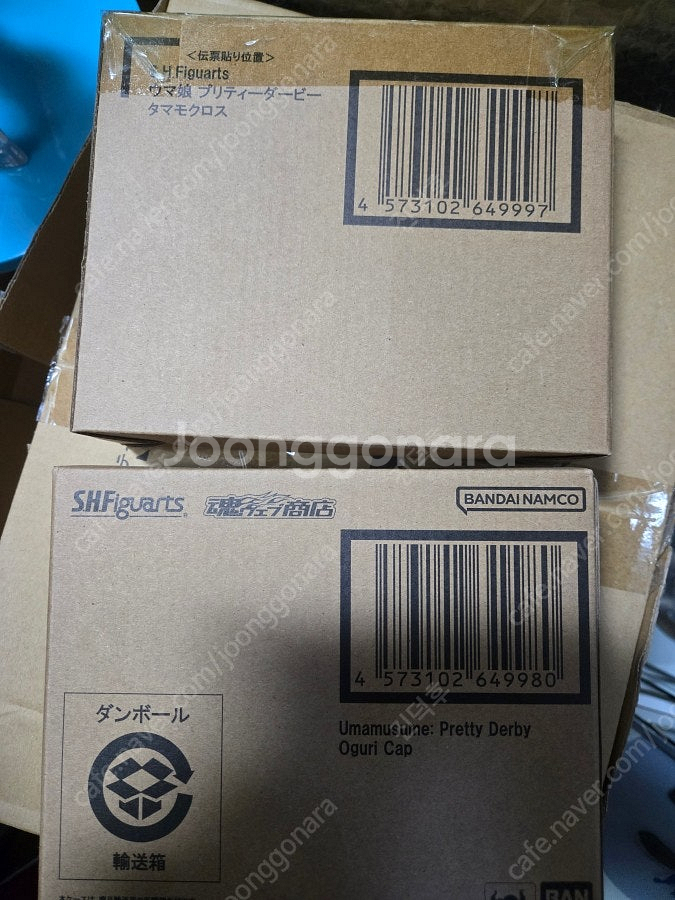 <伝票貼り位置>
S.H.Figuarts
ウマ娘 プリティーダービー
タマモクロス
4 573102 649997
Joonggonara
S.H.Figuarts
魂ウェブ商店
BANDAI NAMCO
4 573102 649980
Umamusume: Pretty Derby
Oguri Cap
ダンボール
輸送箱
BAN
cafe.naver.com/joonggonara